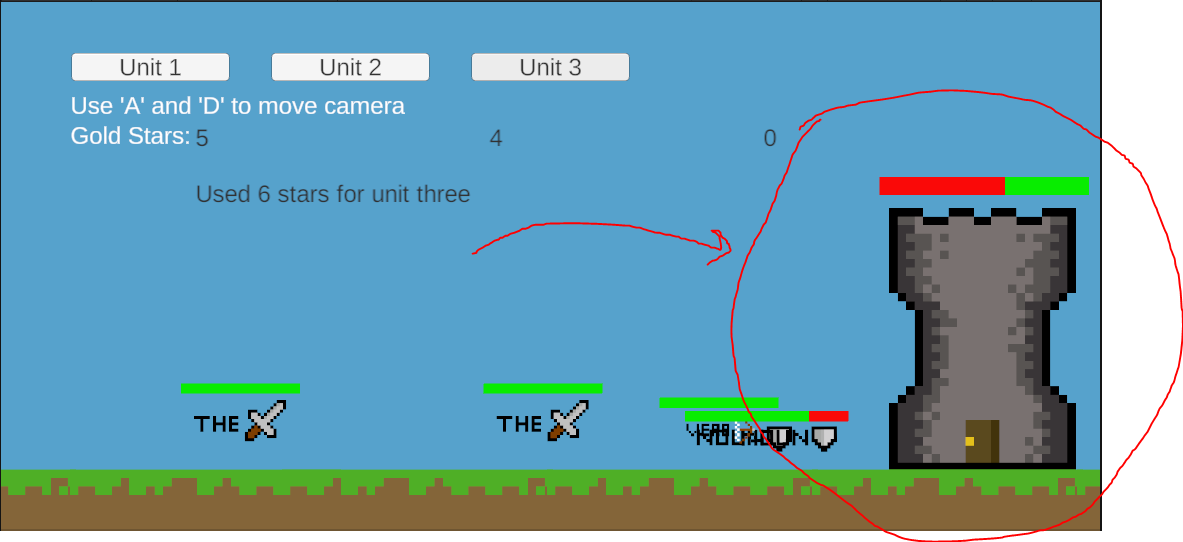 Unit 1
Unit 2
Unit 3
Use 'A' and 'D' to move camera
Gold Stars: 5
4
0
Used 6 stars for unit three
THE
THE